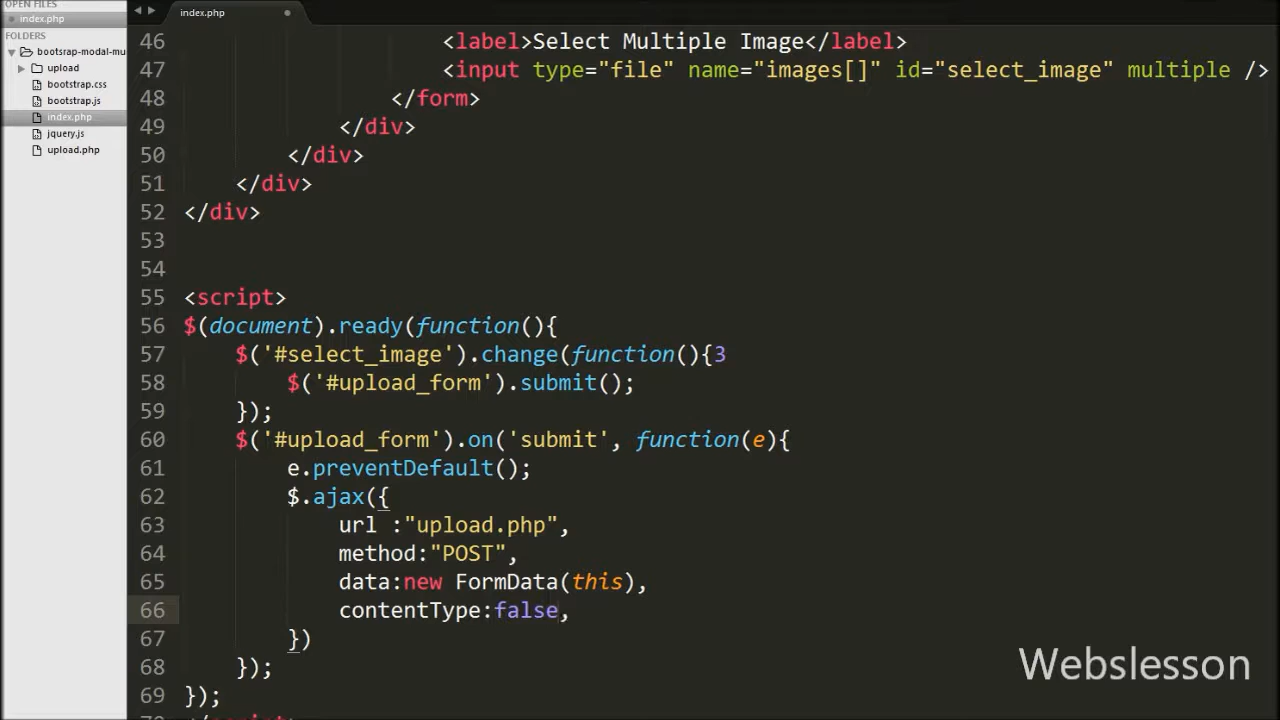 OPEN FILES
index.php
index.php
FOLDERS
bootsrap-modal-mu
upload
bootstrap.css
bootstrap.js
index.php
jquery.js
upload.php
46 <label>Select Multiple Image</label>
47 <input type="file" name="images[]" id="select_image" multiple />
48 </form>
49 </div>
50 </div>
51 </div>
52 </div>
53
54
55 <script>
56 $(document).ready(function(){
57 $('#select_image').change(function(){3
58 $('#upload_form').submit();
59 });
60 $('#upload_form').on('submit', function(e){
61 e.preventDefault();
62 $.ajax({
63 url :"upload.php",
64 method:"POST",
65 data:new FormData(this),
66 contentType:false,
67 })
68 });
69 });
70 </script>
Webslesson